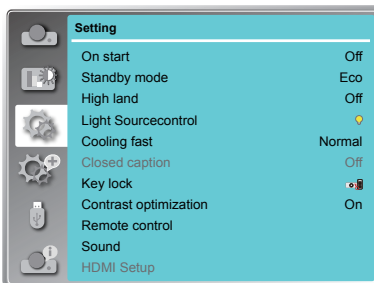 Setting
On start Off
Standby mode Eco
High land Off
Light Sourcecontrol
Cooling fast Normal
Closed caption Off
Key lock
Contrast optimization On
Remote control
Sound
HDMI Setup